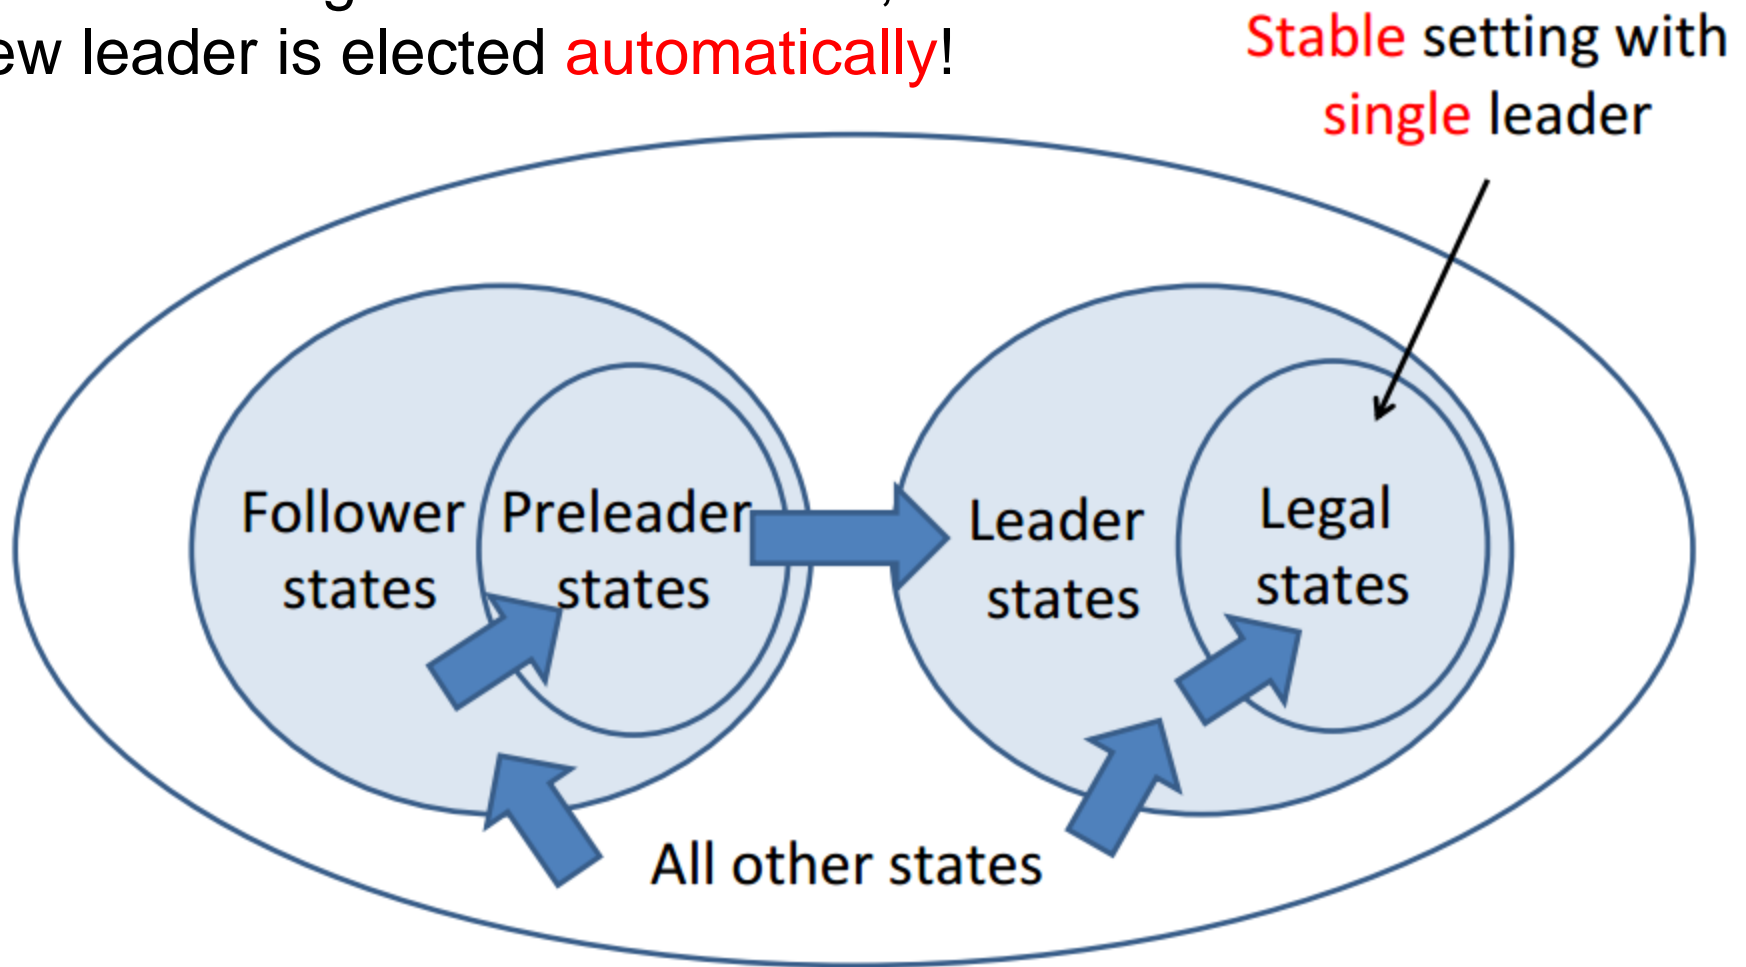 ew leader is elected automatically!
Stable setting with
single leader
Follower
states
Preleader
states
Leader
states
Legal
states
All other states